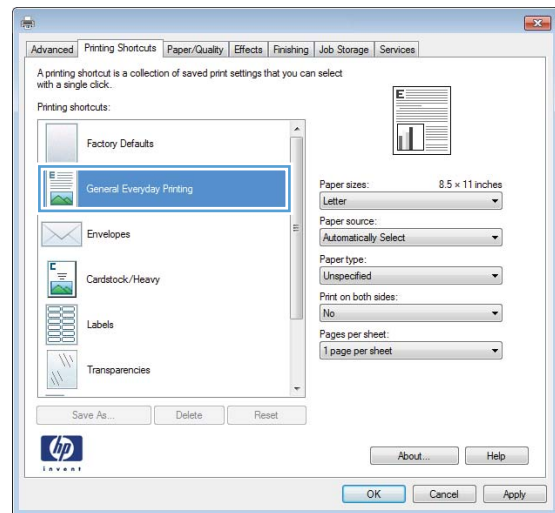 Advanced Printing Shortcuts Paper/Quality Effects Finishing Job Storage Services
A printing shortcut is a collection of saved print settings that you can select
with a single click.
Printing shortcuts:
E
Factory Defaults
E
General Everyday Printing
Envelopes
E
Cardstock/Heavy
Labels
Transparencies
Paper sizes: 8.5 × 11 inches
Letter
Paper source:
Automatically Select
Paper type:
Unspecified
Print on both sides:
No
Pages per sheet:
1 page per sheet
Save As... Delete Reset
hp
invent
About... Help
OK Cancel Apply